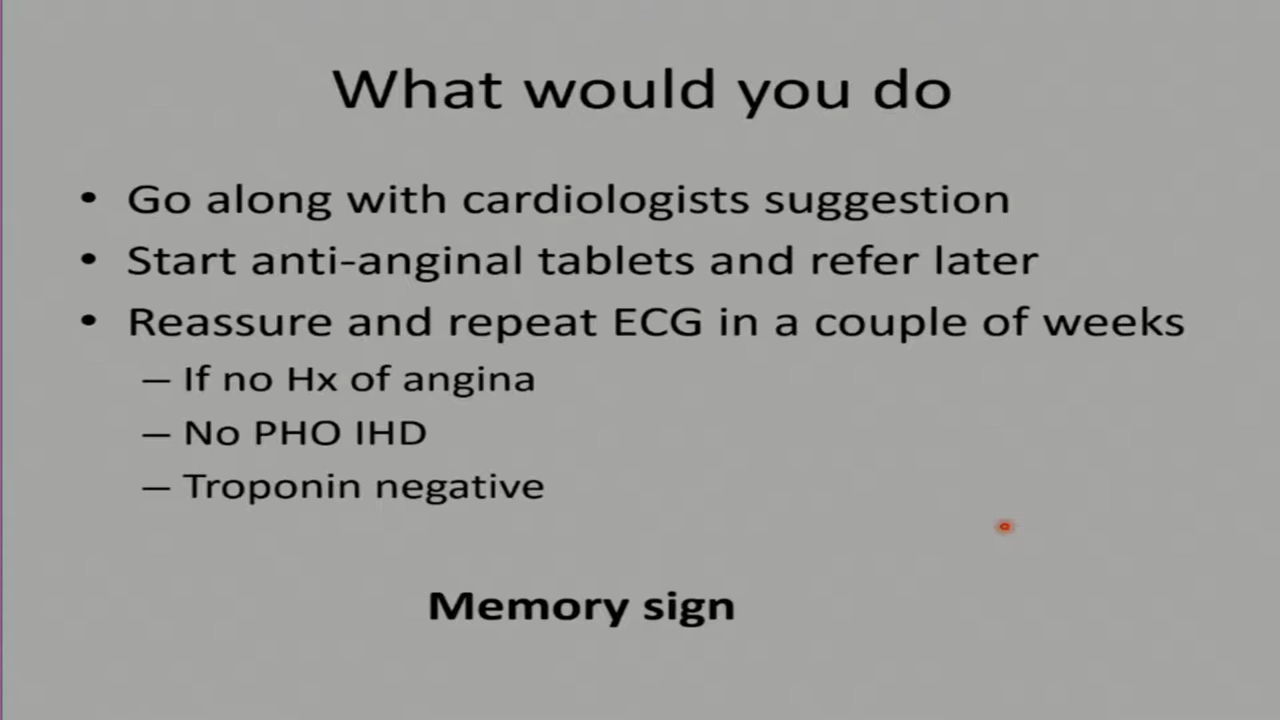 What would you do
• Go along with cardiologists suggestion
• Start anti-anginal tablets and refer later
• Reassure and repeat ECG in a couple of weeks
– If no Hx of angina
– No PHO IHD
– Troponin negative
Memory sign